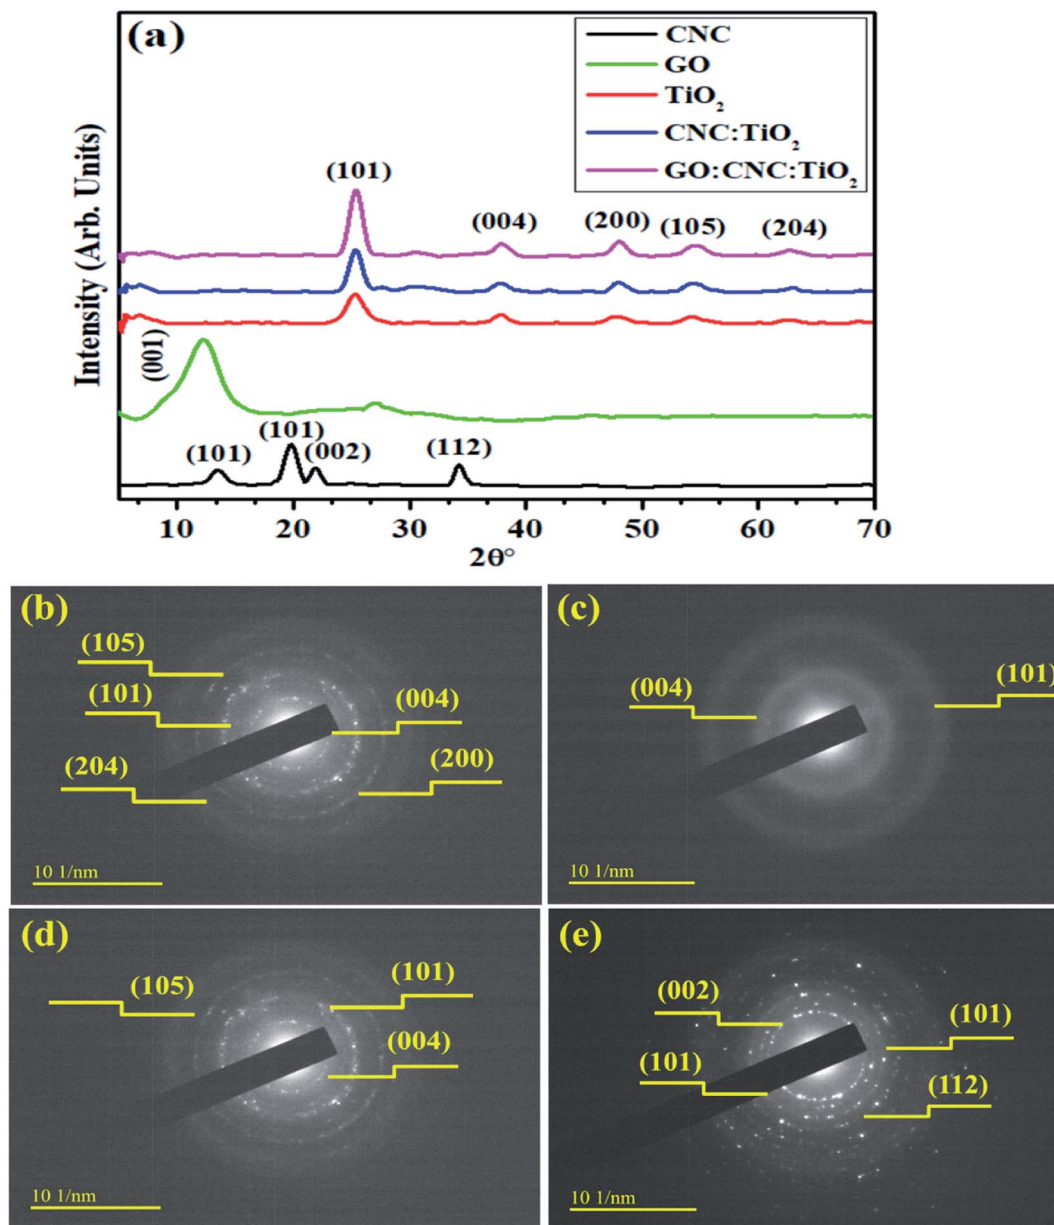 (a)
CNC
GO
TiO₂
CNC:TiO₂
GO:CNC:TiO₂
Intensity (Arb. Units)
(101)
(004)
(200)
(105)
(204)
(001)
(101)
(101)
(002)
(112)
10 20 30 40 50 60 70
2θ°
(b)
(105)
(101)
(004)
(204)
(200)
10 1/nm
(c)
(004)
(101)
10 1/nm
(d)
(105)
(101)
(004)
10 1/nm
(e)
(002)
(101)
(101)
(112)
10 1/nm